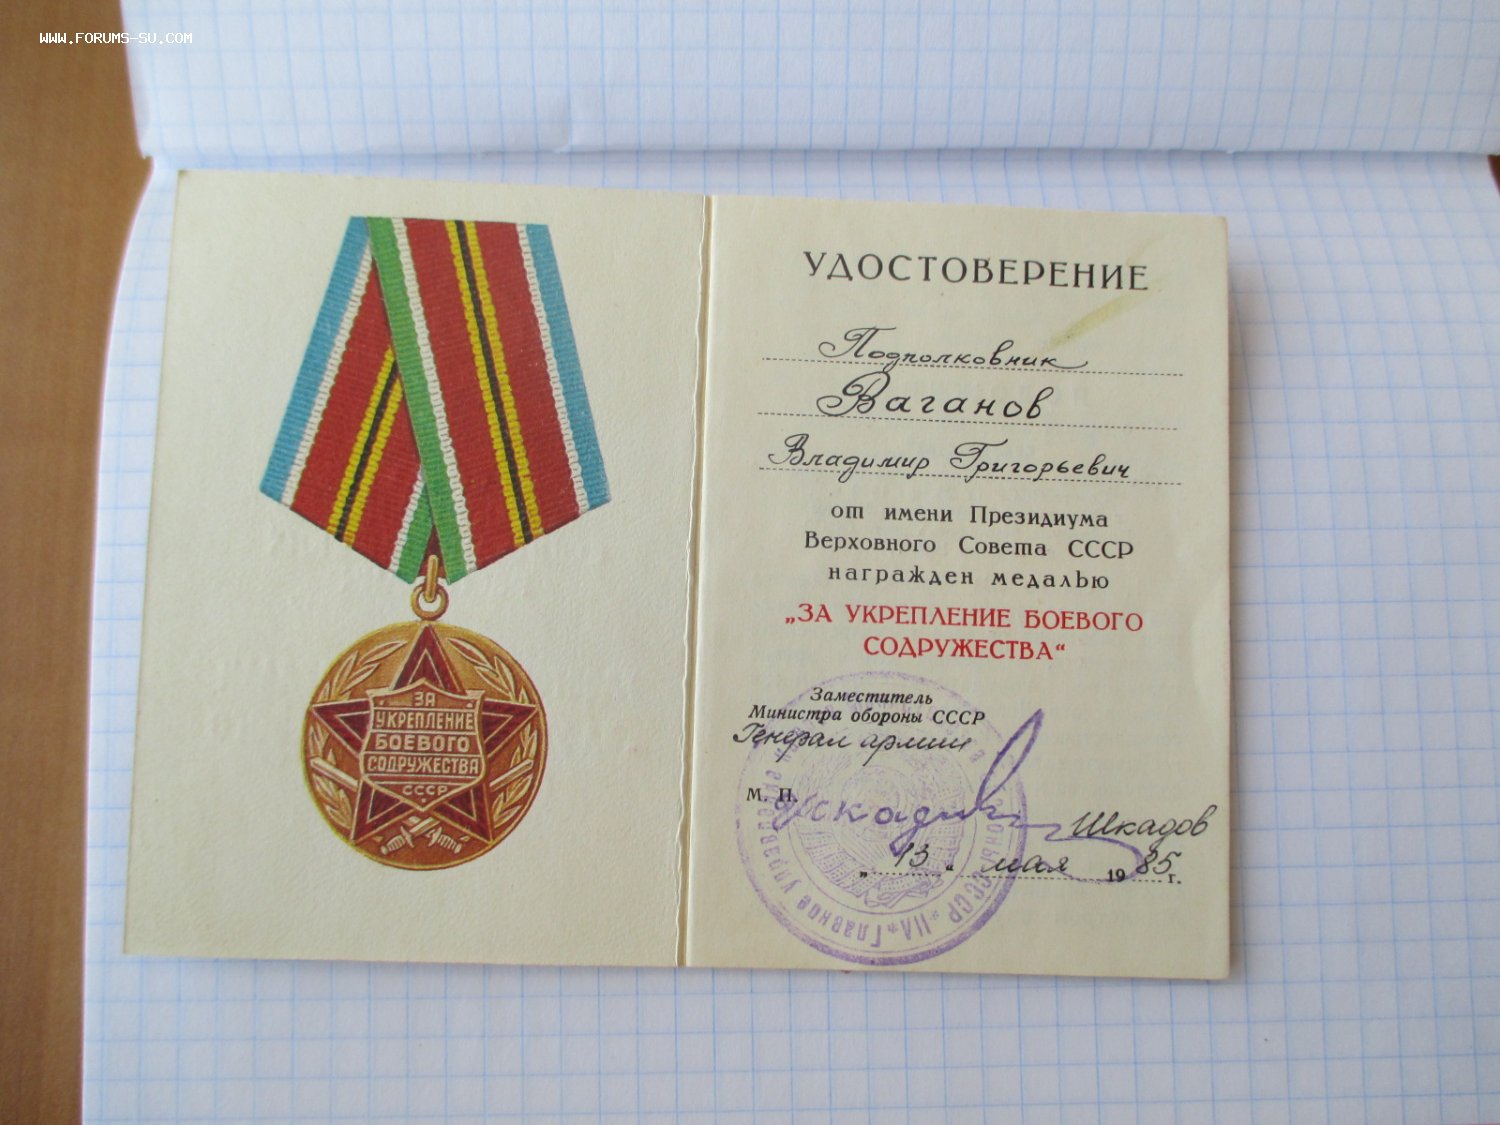 WWW.FORUMS-SU.COM
ЗА
УКРЕПЛЕНИЕ
БОЕВОГО
СОДРУЖЕСТВА
СССР
УДОСТОВЕРЕНИЕ
Подполковник
Ваганов
Владимир Григорьевич
от имени Президиума
Верховного Совета СССР
награжден медалью
„ЗА УКРЕПЛЕНИЕ БОЕВОГО
СОДРУЖЕСТВА“
Заместитель
Министра обороны СССР
Генерал армии
М. П.
Шкадов
„13“ мая 1985 г.
Главное